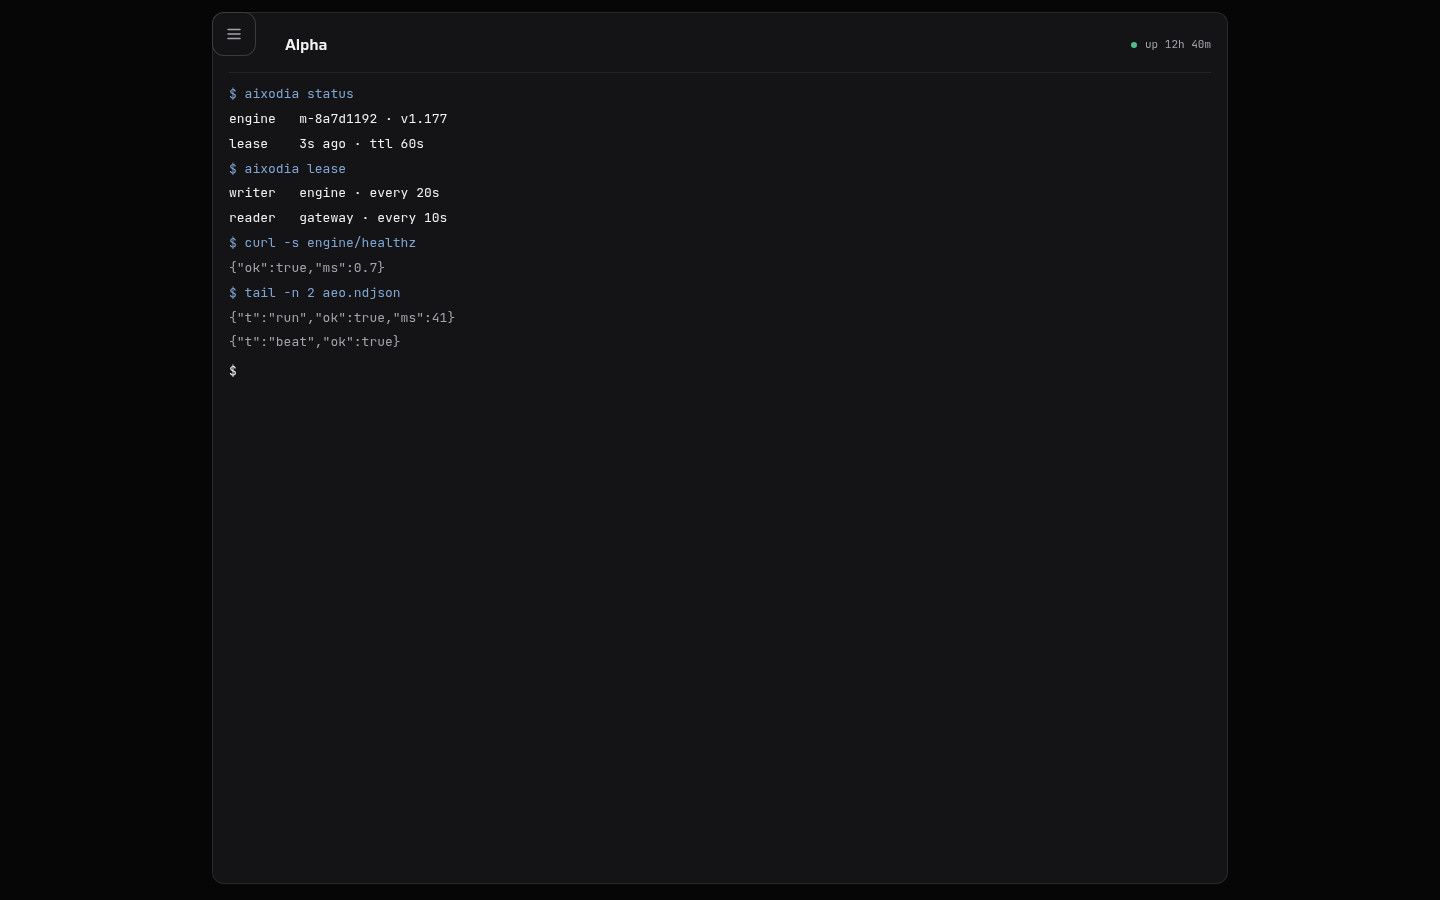 Alpha
up 12h 40m
$ aixodia status
engine   m-8a7d1192 · v1.177
lease    3s ago · ttl 60s
$ aixodia lease
writer   engine · every 20s
reader   gateway · every 10s
$ curl -s engine/healthz
{"ok":true,"ms":0.7}
$ tail -n 2 aeo.ndjson
{"t":"run","ok":true,"ms":41}
{"t":"beat","ok":true}
$